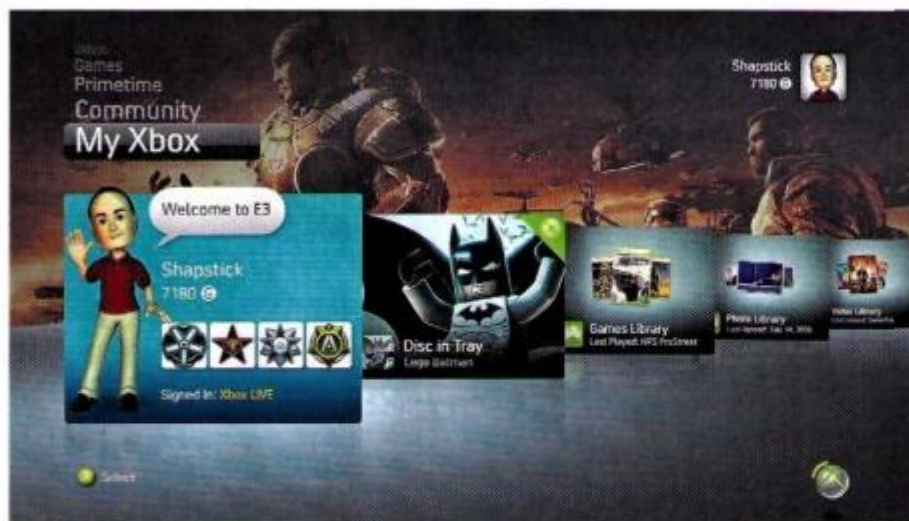 Games
Primetime
Community
My Xbox
Shapstick
7180 G
Welcome to E3
Shapstick
7180 G
A
Signed In: Xbox LIVE
Disc in Tray
Lego Batman
Games Library
Last Played: NFS ProStreet
Photo Library
Video Library
Select